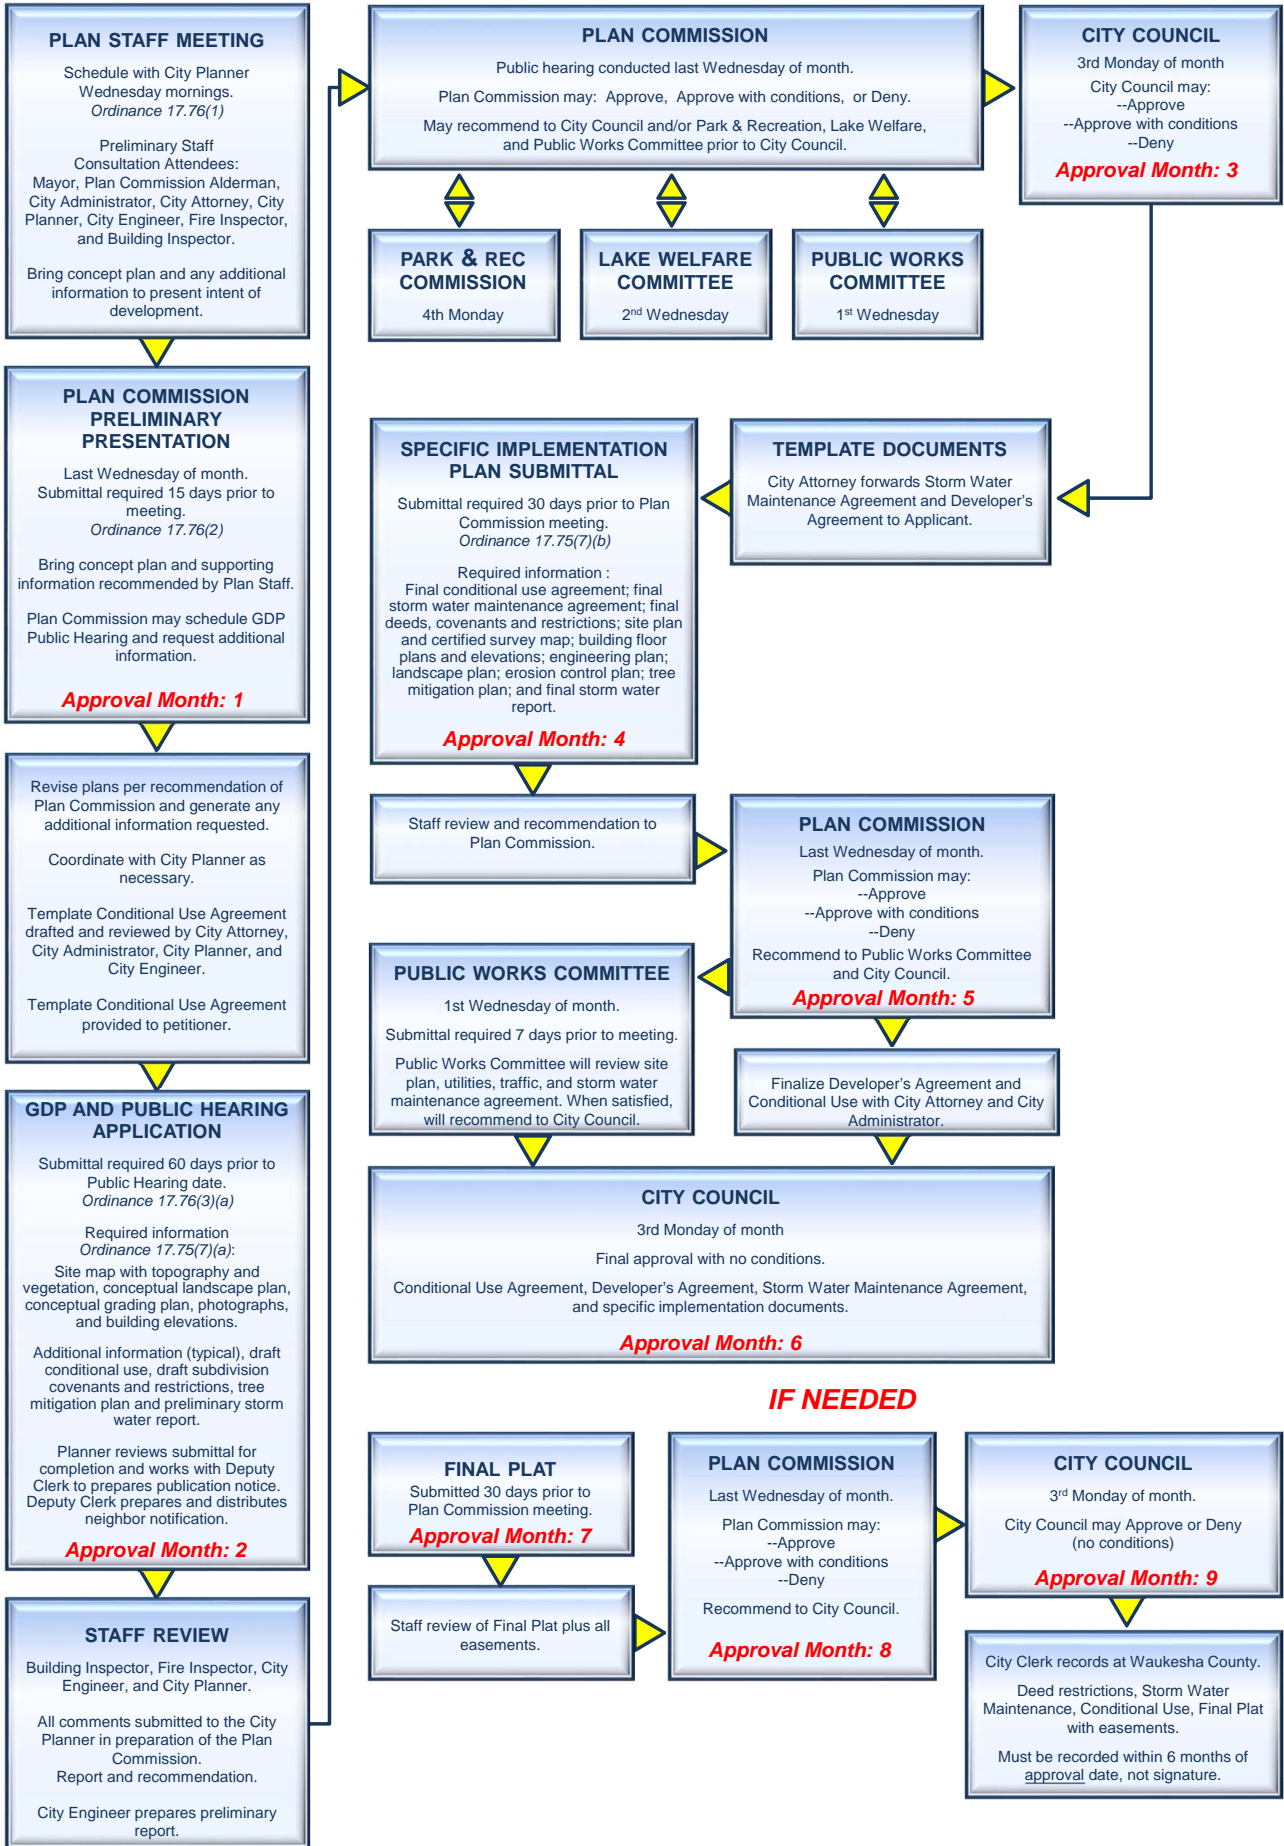 PLAN STAFF MEETING
Schedule with City Planner
Wednesday mornings.
Ordinance 17.76(1)
Preliminary Staff
Consultation Attendees:
Mayor, Plan Commission Alderman,
City Administrator, City Attorney, City
Planner, City Engineer, Fire Inspector,
and Building Inspector.
Bring concept plan and any additional
information to present intent of
development.
PLAN COMMISSION
PRELIMINARY
PRESENTATION
Last Wednesday of month.
Submittal required 15 days prior to
meeting.
Ordinance 17.76(2)
Bring concept plan and supporting
information recommended by Plan Staff.
Plan Commission may schedule GDP
Public Hearing and request additional
information.
Approval Month: 1
Revise plans per recommendation of
Plan Commission and generate any
additional information requested.
Coordinate with City Planner as
necessary.
Template Conditional Use Agreement
drafted and reviewed by City Attorney,
City Administrator, City Planner, and
City Engineer.
Template Conditional Use Agreement
provided to petitioner.
GDP AND PUBLIC HEARING
APPLICATION
Submittal required 60 days prior to
Public Hearing date.
Ordinance 17.76(3)(a)
Required information
Ordinance 17.75(7)(a):
Site map with topography and
vegetation, conceptual landscape plan,
conceptual grading plan, photographs,
and building elevations.
Additional information (typical), draft
conditional use, draft subdivision
covenants and restrictions, tree
mitigation plan and preliminary storm
water report.
Planner reviews submittal for
completion and works with Deputy
Clerk to prepares publication notice.
Deputy Clerk prepares and distributes
neighbor notification.
Approval Month: 2
STAFF REVIEW
Building Inspector, Fire Inspector, City
Engineer, and City Planner.
All comments submitted to the City
Planner in preparation of the Plan
Commission.
Report and recommendation.
City Engineer prepares preliminary
report.
PLAN COMMISSION
Public hearing conducted last Wednesday of month.
Plan Commission may: Approve, Approve with conditions, or Deny.
May recommend to City Council and/or Park & Recreation, Lake Welfare,
and Public Works Committee prior to City Council.
PARK & REC
COMMISSION
4th Monday
LAKE WELFARE
COMMITTEE
2nd Wednesday
PUBLIC WORKS
COMMITTEE
1st Wednesday
CITY COUNCIL
3rd Monday of month
City Council may:
--Approve
--Approve with conditions
--Deny
Approval Month: 3
TEMPLATE DOCUMENTS
City Attorney forwards Storm Water
Maintenance Agreement and Developer's
Agreement to Applicant.
SPECIFIC IMPLEMENTATION
PLAN SUBMITTAL
Submittal required 30 days prior to Plan
Commission meeting.
Ordinance 17.75(7)(b)
Required information :
Final conditional use agreement; final
storm water maintenance agreement; final
deeds, covenants and restrictions; site plan
and certified survey map; building floor
plans and elevations; engineering plan;
landscape plan; erosion control plan; tree
mitigation plan; and final storm water
report.
Approval Month: 4
Staff review and recommendation to
Plan Commission.
PLAN COMMISSION
Last Wednesday of month.
Plan Commission may:
--Approve
--Approve with conditions
--Deny
Recommend to Public Works Committee
and City Council.
Approval Month: 5
PUBLIC WORKS COMMITTEE
1st Wednesday of month.
Submittal required 7 days prior to meeting.
Public Works Committee will review site
plan, utilities, traffic, and storm water
maintenance agreement. When satisfied,
will recommend to City Council.
Finalize Developer's Agreement and
Conditional Use with City Attorney and City
Administrator.
CITY COUNCIL
3rd Monday of month
Final approval with no conditions.
Conditional Use Agreement, Developer's Agreement, Storm Water Maintenance Agreement,
and specific implementation documents.
Approval Month: 6
IF NEEDED
FINAL PLAT
Submitted 30 days prior to
Plan Commission meeting.
Approval Month: 7
Staff review of Final Plat plus all
easements.
PLAN COMMISSION
Last Wednesday of month.
Plan Commission may:
--Approve
--Approve with conditions
--Deny
Recommend to City Council.
Approval Month: 8
CITY COUNCIL
3rd Monday of month.
City Council may Approve or Deny
(no conditions)
Approval Month: 9
City Clerk records at Waukesha County.
Deed restrictions, Storm Water
Maintenance, Conditional Use, Final Plat
with easements.
Must be recorded within 6 months of
approval date, not signature.